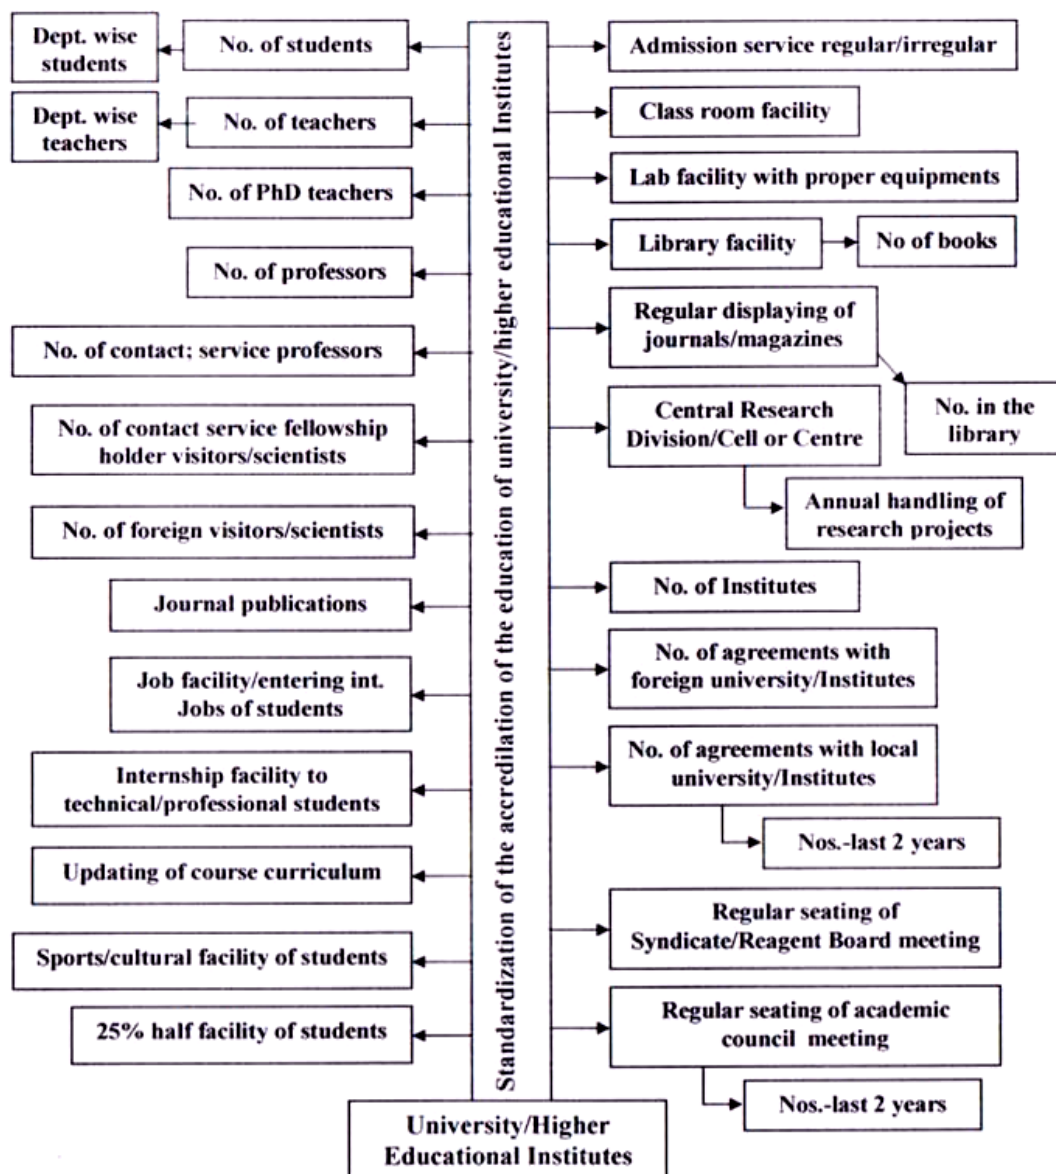 Dept. wise
students
No. of students
Dept. wise
teachers
No. of teachers
No. of PhD teachers
No. of professors
No. of contact; service professors
No. of contact service fellowship
holder visitors/scientists
No. of foreign visitors/scientists
Journal publications
Job facility/entering int.
Jobs of students
Internship facility to
technical/professional students
Updating of course curriculum
Sports/cultural facility of students
25% half facility of students
Standardization of the accredilation of the education of university/higher educational Institutes
Admission service regular/irregular
Class room facility
Lab facility with proper equipments
Library facility
No of books
Regular displaying of
journals/magazines
No. in the
library
Central Research
Division/Cell or Centre
Annual handling of
research projects
No. of Institutes
No. of agreements with
foreign university/Institutes
No. of agreements with local
university/Institutes
Nos.-last 2 years
Regular seating of
Syndicate/Reagent Board meeting
Regular seating of academic
council meeting
Nos.-last 2 years
University/Higher
Educational Institutes